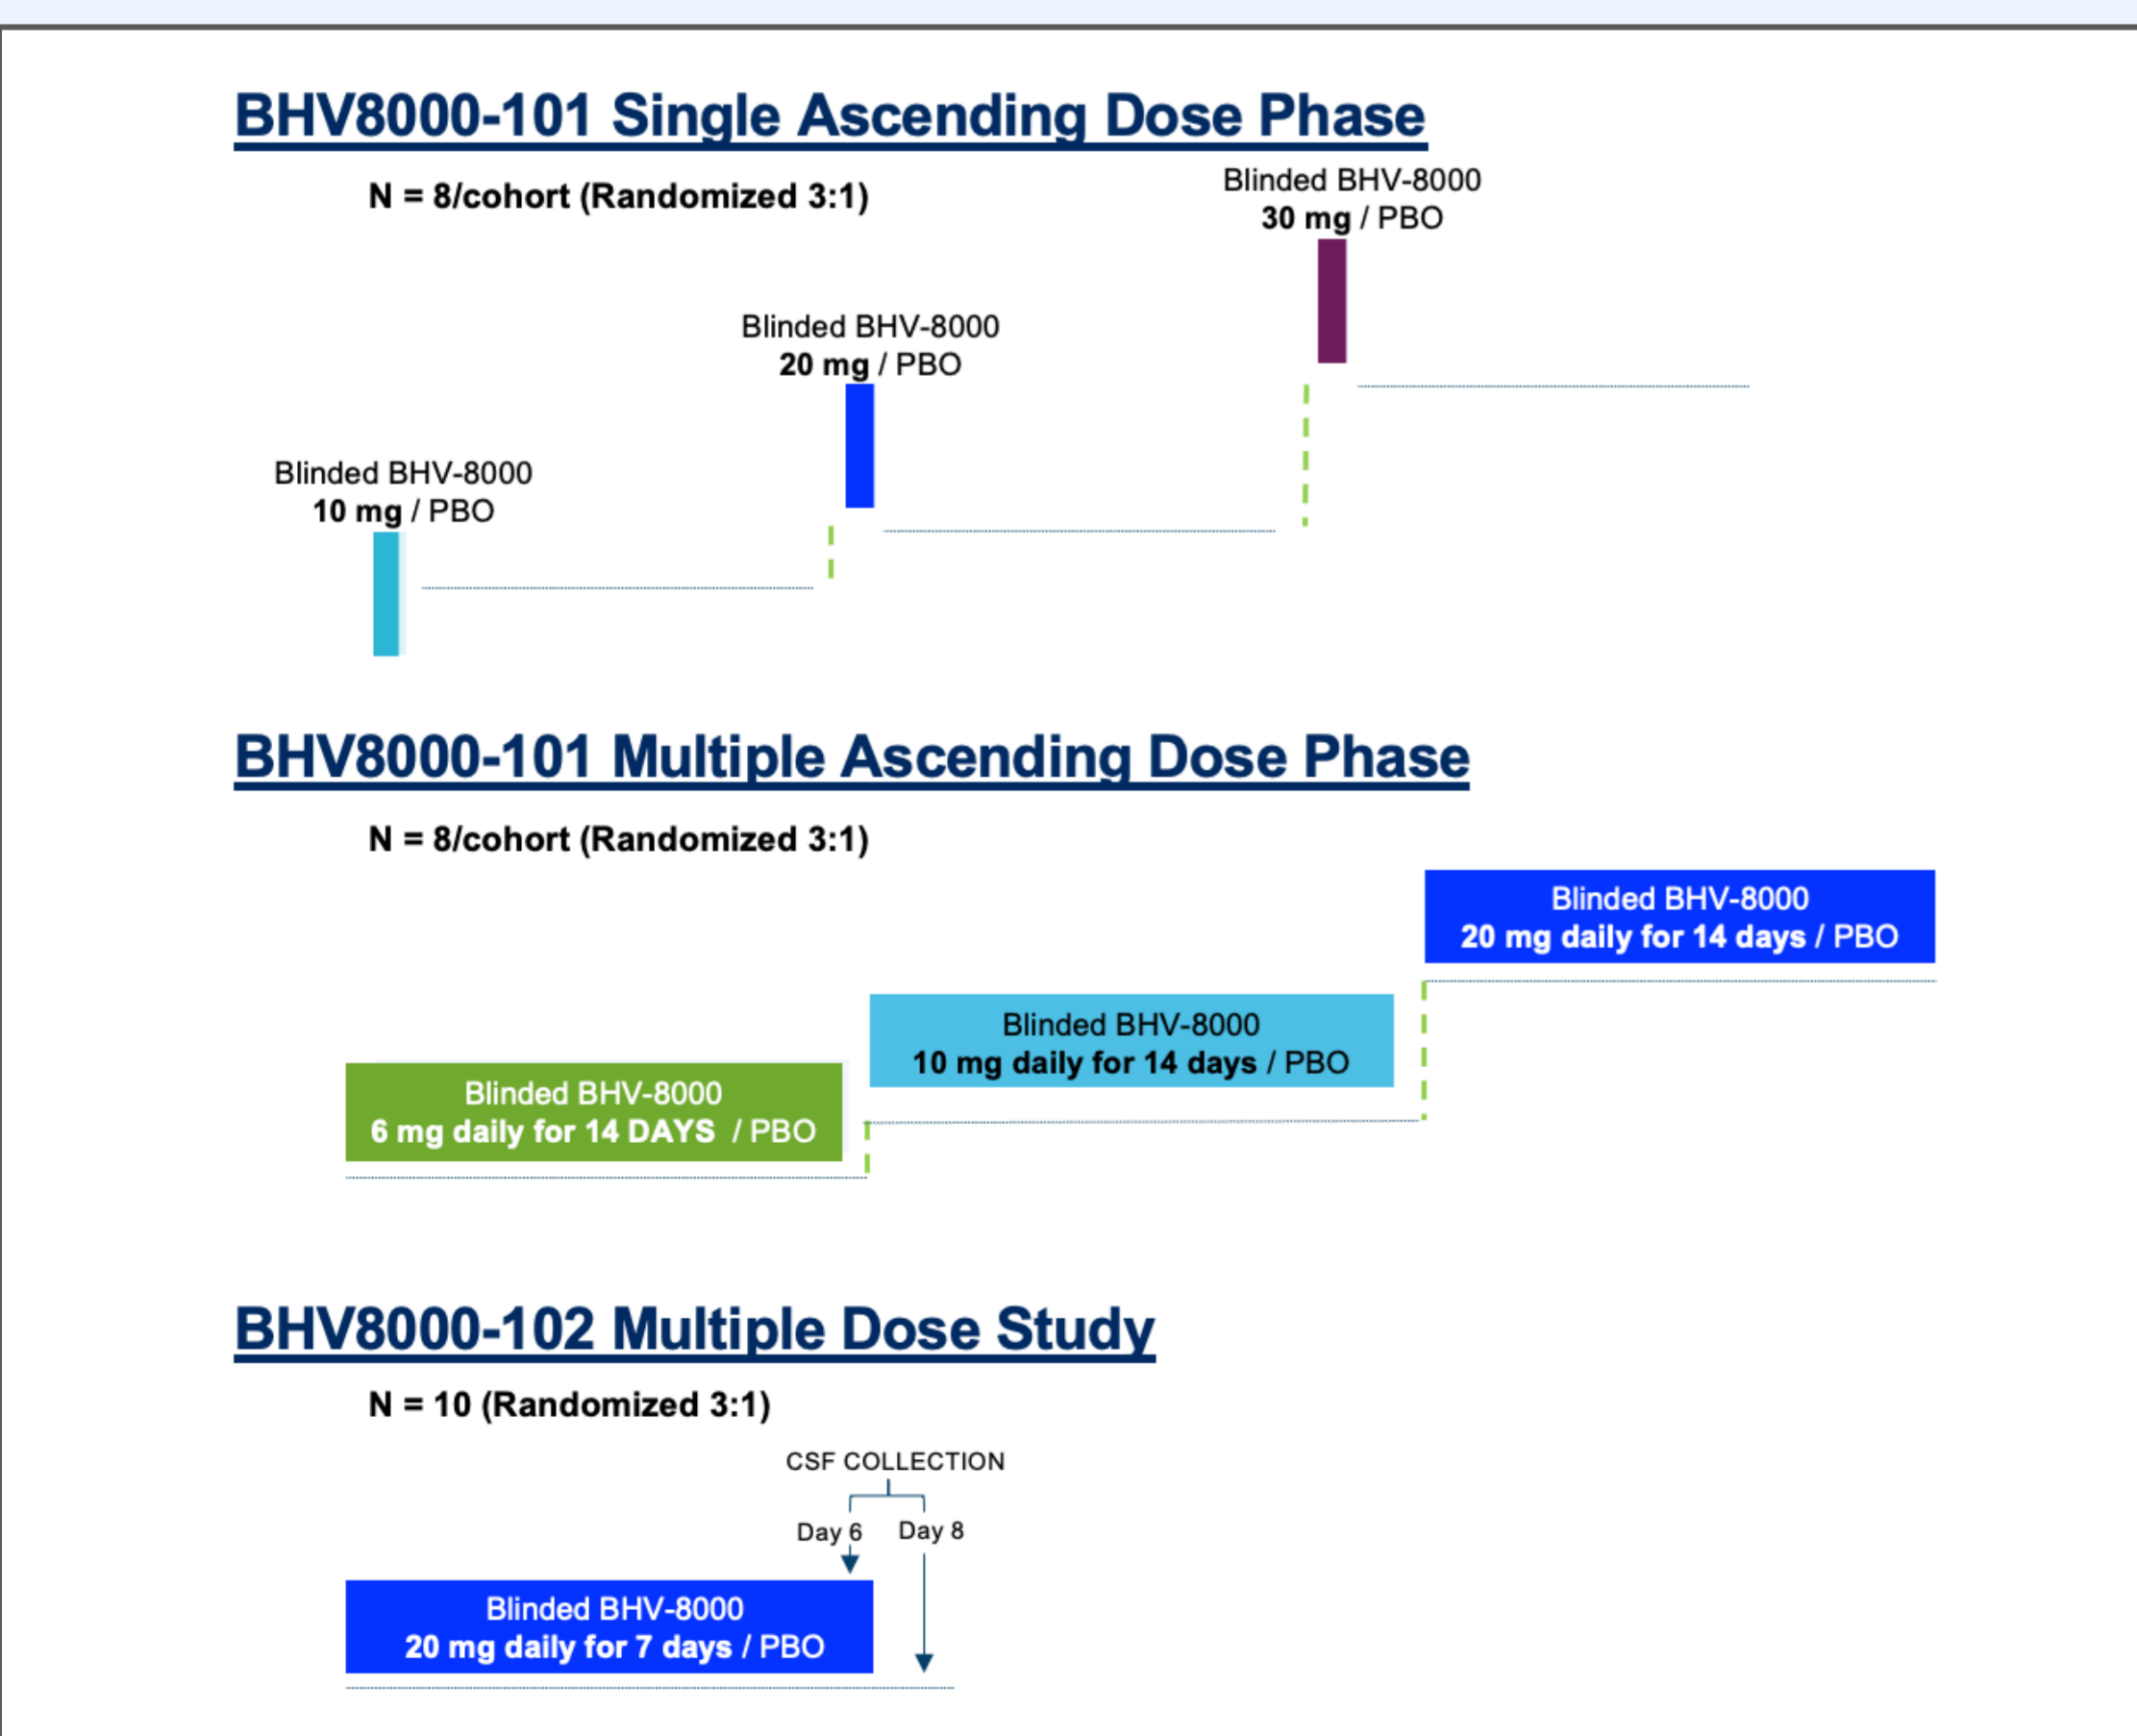 BHV8000-101 Single Ascending Dose Phase
N = 8/cohort (Randomized 3:1)
Blinded BHV-8000
30 mg / PBO
Blinded BHV-8000
20 mg / PBO
Blinded BHV-8000
10 mg / PBO
BHV8000-101 Multiple Ascending Dose Phase
N = 8/cohort (Randomized 3:1)
Blinded BHV-8000
20 mg daily for 14 days / PBO
Blinded BHV-8000
10 mg daily for 14 days / PBO
Blinded BHV-8000
6 mg daily for 14 DAYS / PBO
BHV8000-102 Multiple Dose Study
N = 10 (Randomized 3:1)
CSF COLLECTION
Day 6 Day 8
Blinded BHV-8000
20 mg daily for 7 days / PBO